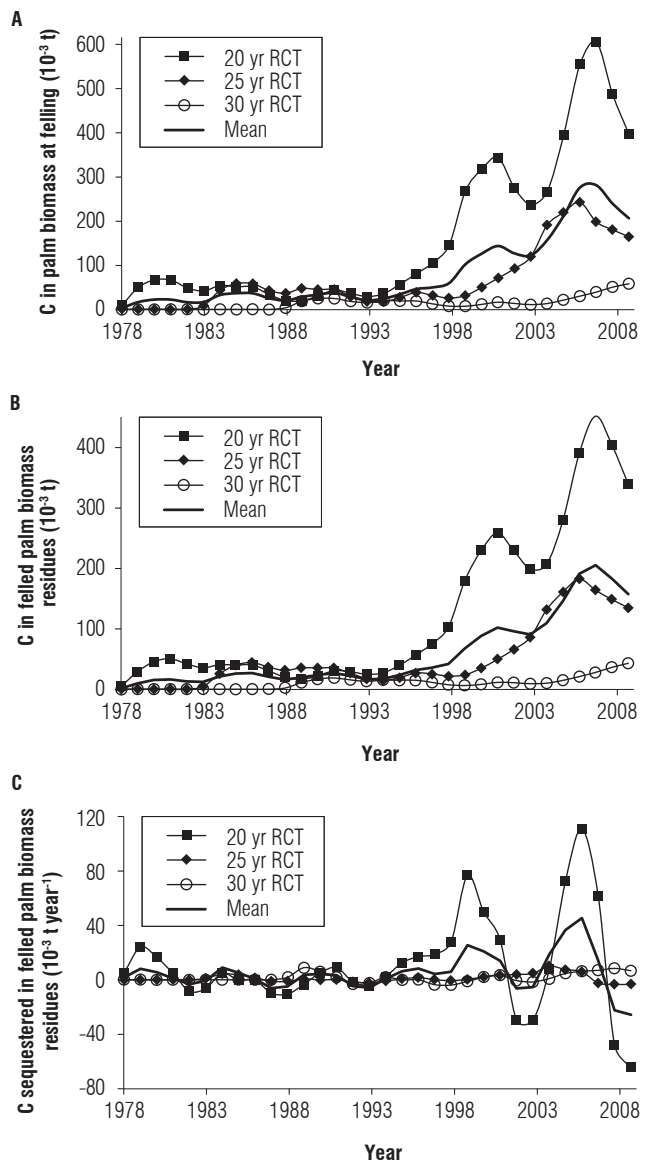 A
C in palm biomass at felling (10⁻³ t)
600
500
400
300
200
100
0
20 yr RCT
25 yr RCT
30 yr RCT
Mean
1978 1983 1988 1993 1998 2003 2008
Year
B
C in felled palm biomass
residues (10⁻³ t)
400
300
200
100
0
20 yr RCT
25 yr RCT
30 yr RCT
Mean
1978 1983 1988 1993 1998 2003 2008
Year
C
C sequestered in felled palm biomass
residues (10⁻³ t year⁻¹)
120
80
40
0
-40
-80
20 yr RCT
25 yr RCT
30 yr RCT
Mean
1978 1983 1988 1993 1998 2003 2008
Year